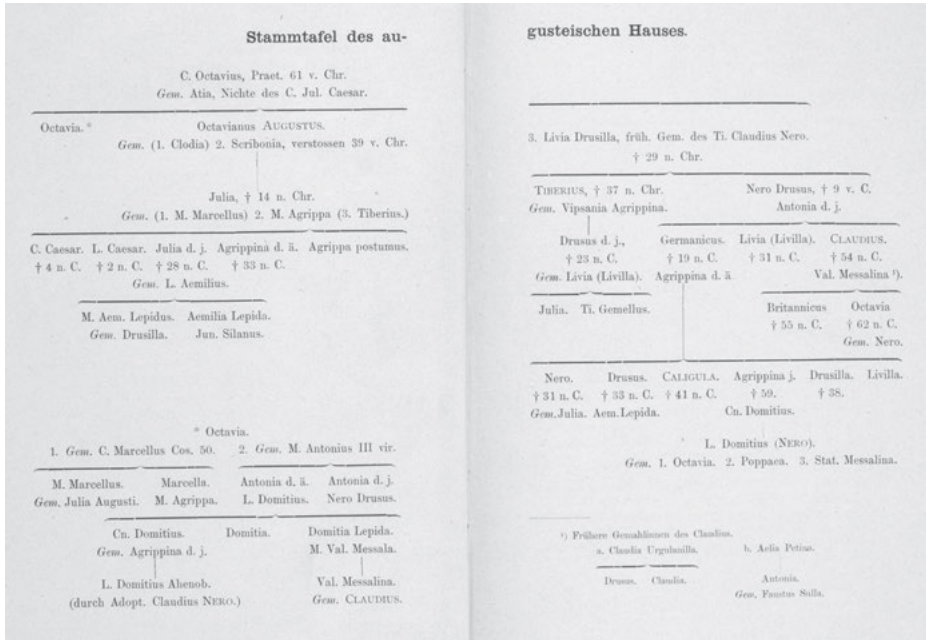 Stammtafel des au-
C. Octavius, Praet. 61 v. Chr.
Gem. Atia, Nichte des C. Jul. Caesar.
Octavia.* Octavianus AUGUSTUS.
Gem. (1. Clodia) 2. Scribonia, verstossen 39 v. Chr.
Julia, † 14 n. Chr.
Gem. (1. M. Marcellus) 2. M. Agrippa (3. Tiberius.)
C. Caesar. L. Caesar. Julia d. j. Agrippina d. ä. Agrippa postumus.
† 4 n. C. † 2 n. C. † 28 n. C. † 33 n. C.
Gem. L. Aemilius.
M. Aem. Lepidus. Aemilia Lepida.
Gem. Drusilla. Jun. Silanus.
* Octavia.
1. Gem. C. Marcellus Cos. 50. 2. Gem. M. Antonius III vir.
M. Marcellus. Marcella. Antonia d. ä. Antonia d. j.
Gem. Julia Augusti. M. Agrippa. L. Domitius. Nero Drusus.
Cn. Domitius. Domitia. Domitia Lepida.
Gem. Agrippina d. j. M. Val. Messala.
L. Domitius Ahenob. Val. Messalina.
(durch Adopt. Claudius NERO.) Gem. CLAUDIUS.
gusteischen Hauses.
3. Livia Drusilla, früh. Gem. des Ti. Claudius Nero.
† 29 n. Chr.
TIBERIUS, † 37 n. Chr. Nero Drusus, † 9 v. C.
Gem. Vipsania Agrippina. Antonia d. j.
Drusus d. j., Germanicus. Livia (Livilla). CLAUDIUS.
† 23 n. C. † 19 n. C. † 31 n. C. † 54 n. C.
Gem. Livia (Livilla). Agrippina d. ä Val. Messalina ¹).
Julia. Ti. Gemellus. Britannicus Octavia
† 55 n. C. † 62 n. C.
Gem. Nero.
Nero. Drusus. CALIGULA. Agrippina j. Drusilla. Livilla.
† 31 n. C. † 33 n. C. † 41 n. C. † 59. † 38.
Gem. Julia. Aem. Lepida. Cn. Domitius.
L. Domitius (NERO).
Gem. 1. Octavia. 2. Poppaea. 3. Stat. Messalina.
¹) Frühere Gemahlinnen des Claudius.
a. Claudia Urgulanilla. b. Aelia Petina.
Drusus. Claudia. Antonia.
Gem. Faustus Sulla.